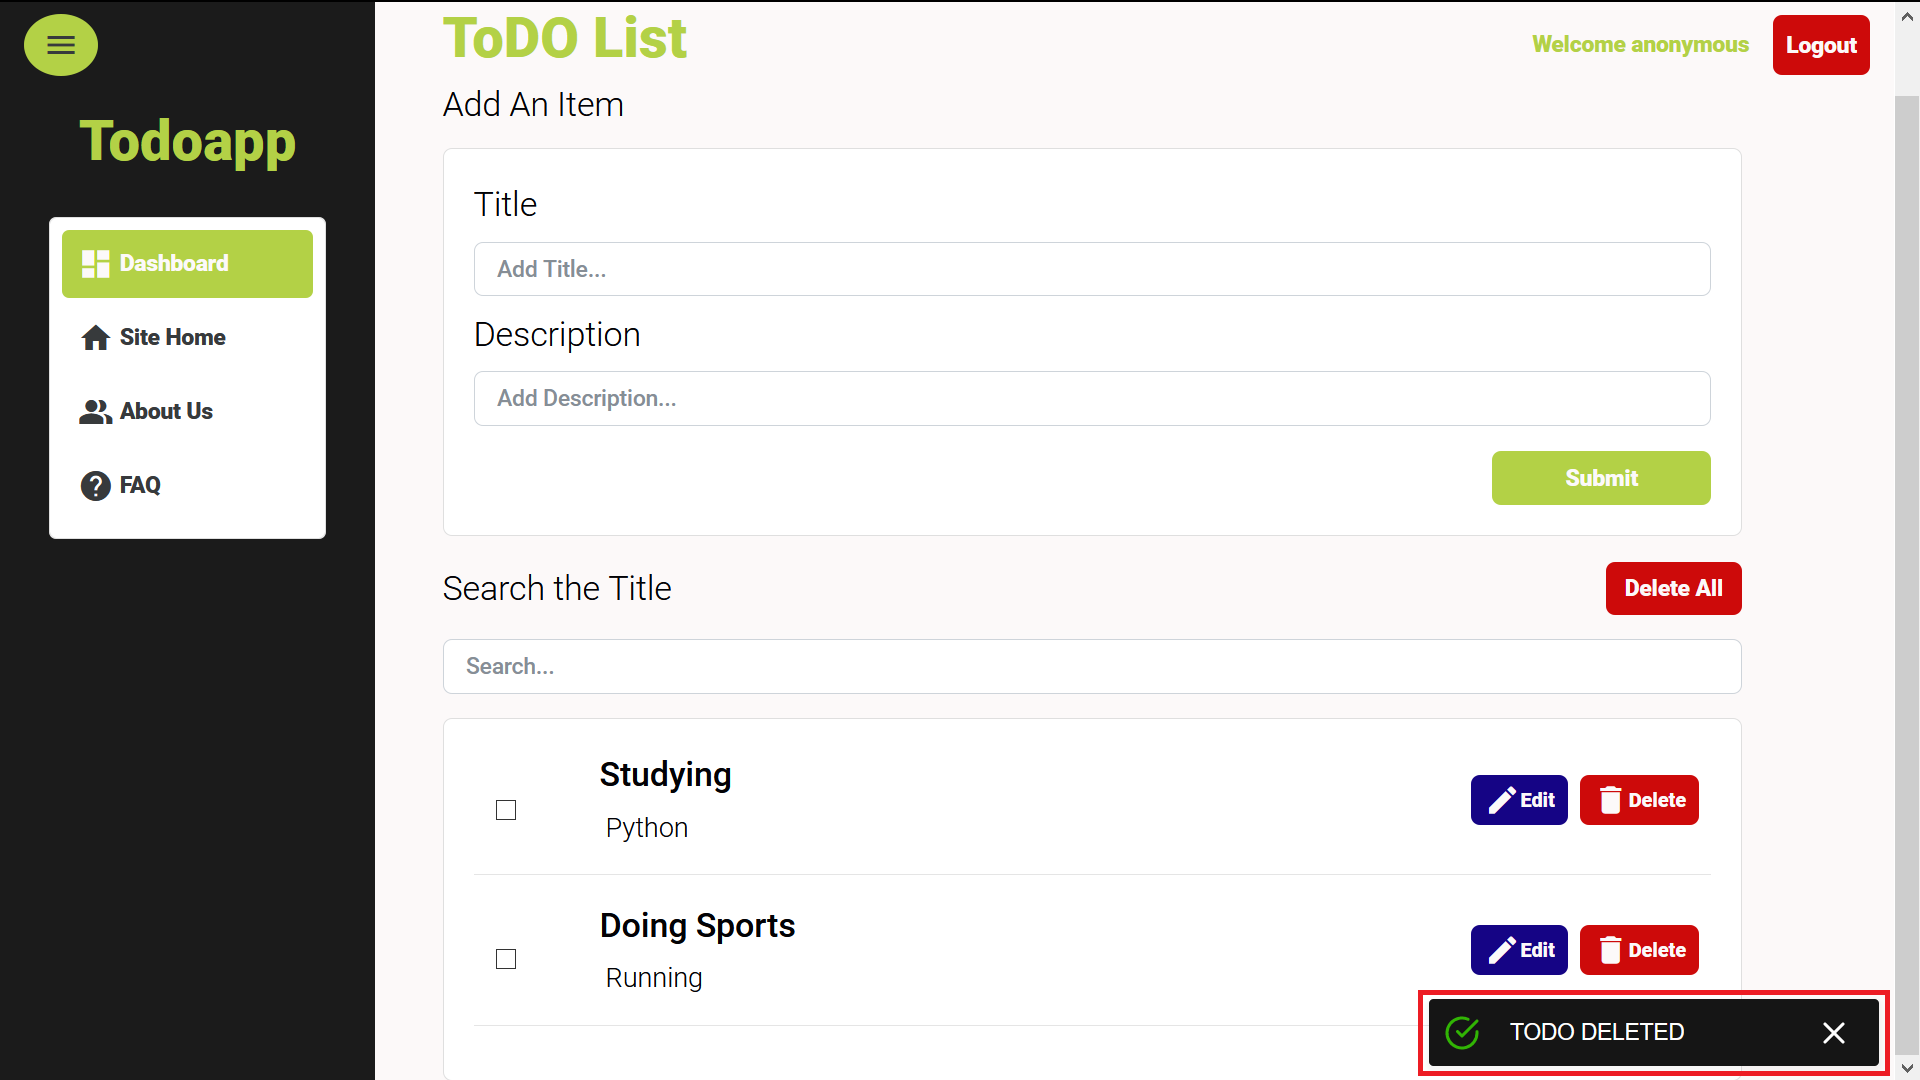 Todoapp
Dashboard
Site Home
About Us
FAQ
ToDO List
Welcome anonymous
Logout
Add An Item
Title
Add Title...
Description
Add Description...
Submit
Search the Title
Delete All
Search...
Studying
Python
Edit
Delete
Doing Sports
Running
Edit
Delete
TODO DELETED